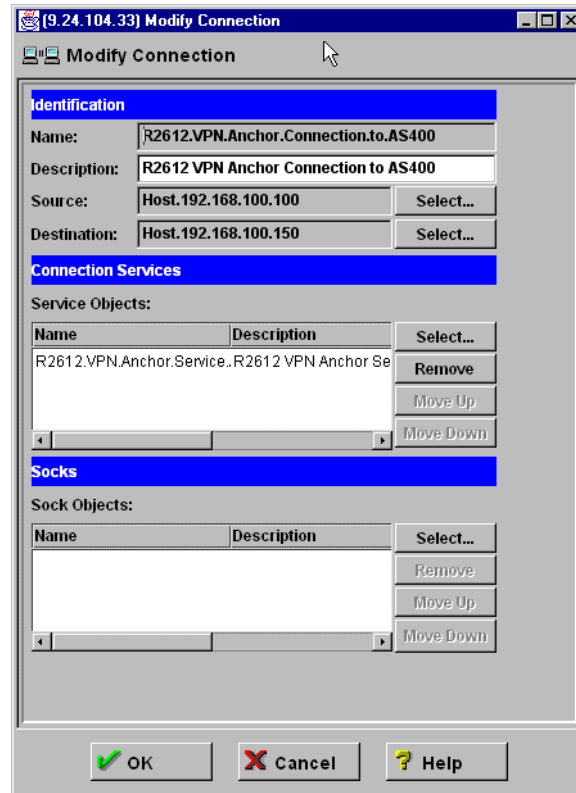 (9.24.104.33) Modify Connection
Modify Connection
Identification
Name: R2612.VPN.Anchor.Connection.to.AS400
Description: R2612 VPN Anchor Connection to AS400
Source: Host.192.168.100.100 Select...
Destination: Host.192.168.100.150 Select...
Connection Services
Service Objects:
Name Description Select...
R2612.VPN.Anchor.Service.. R2612 VPN Anchor Se Remove
Move Up
Move Down
Socks
Sock Objects:
Name Description Select...
Remove
Move Up
Move Down
OK Cancel Help